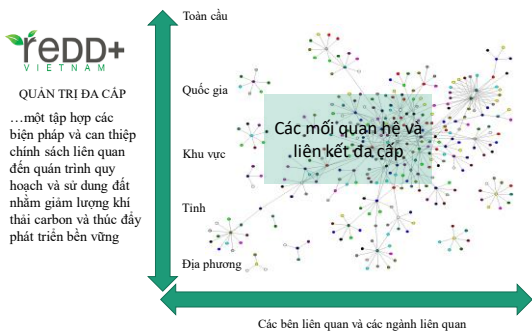 REDD+
VIETNAM
QUẢN TRỊ ĐA CẤP
…một tập hợp các
biện pháp và can thiệp
chính sách liên quan
đến quán trình quy
hoạch và sử dung đất
nhằm giảm lượng khí
thải carbon và thúc đẩy
phát triển bền vững
Toàn cầu
Quốc gia
Khu vực
Tỉnh
Địa phương
Các mối quan hệ và
liên kết đa cấp
Các bên liên quan và các ngành liên quan